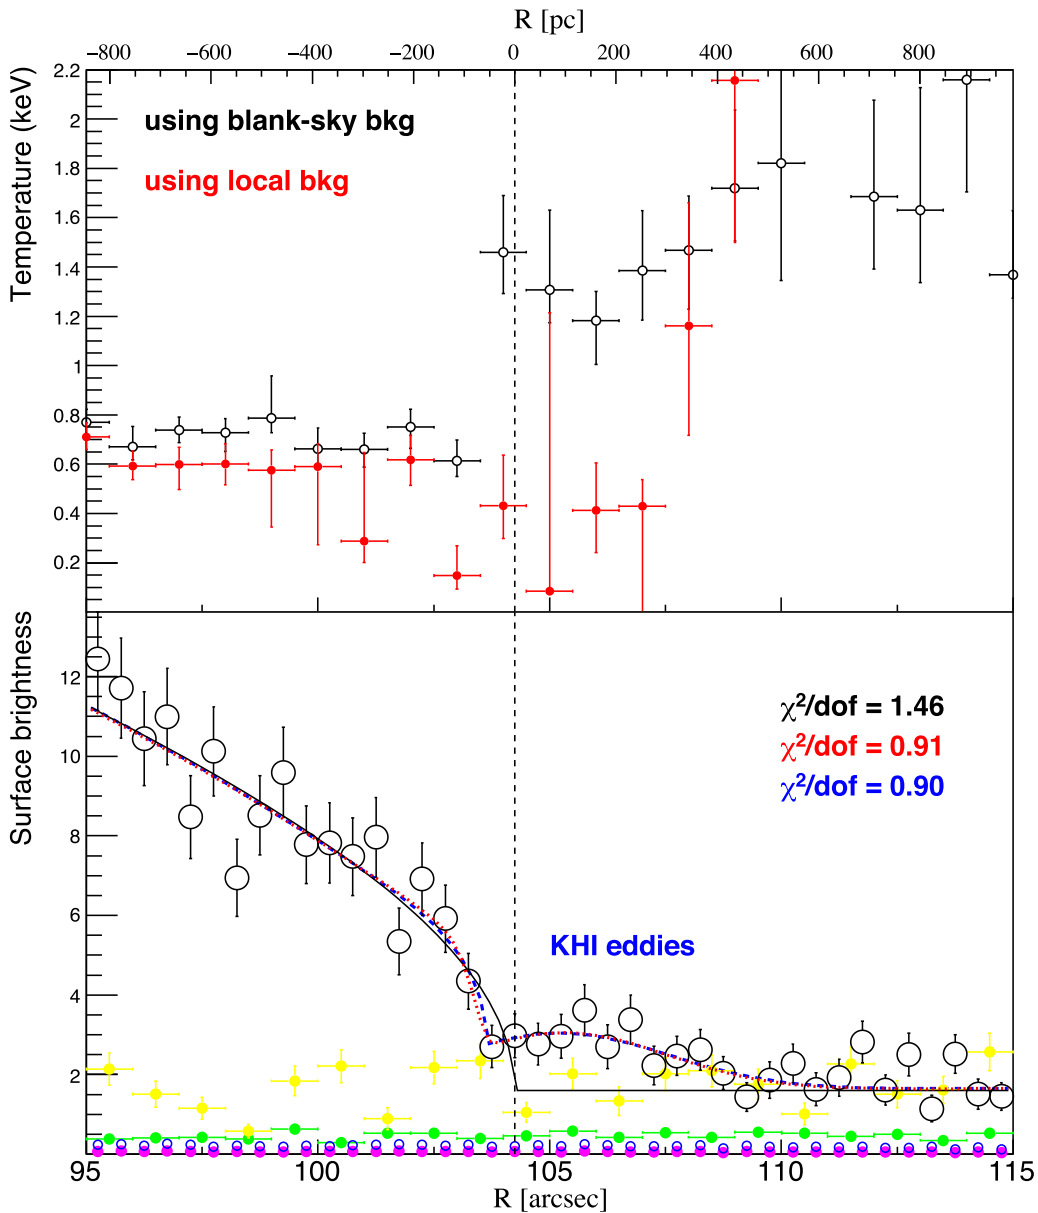 R [pc]
−800 −600 −400 −200 0 200 400 600 800
Temperature (keV)
2.2
2
1.8
1.6
1.4
1.2
1
0.8
0.6
0.4
0.2
using blank-sky bkg
using local bkg
Surface brightness
12
10
8
6
4
2
χ²/dof = 1.46
χ²/dof = 0.91
χ²/dof = 0.90
KHI eddies
95 100 105 110 115
R [arcsec]